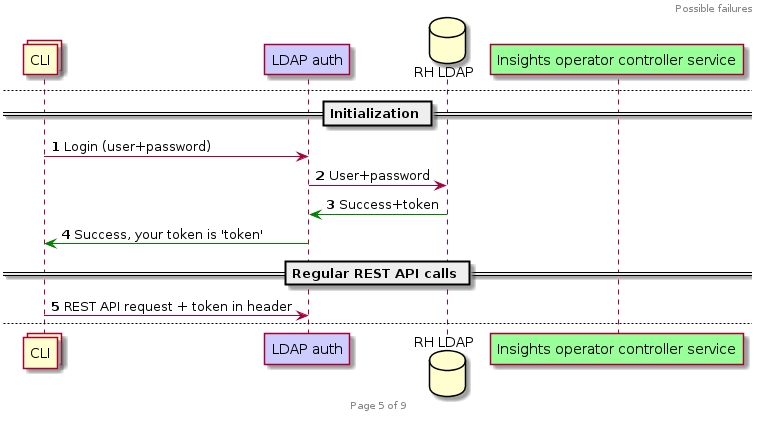 Possible failures
CLI
LDAP auth
RH LDAP
Insights operator controller service
Initialization
1 Login (user+password)
2 User+password
3 Success+token
4 Success, your token is 'token'
Regular REST API calls
5 REST API request + token in header
CLI
LDAP auth
RH LDAP
Insights operator controller service
Page 5 of 9